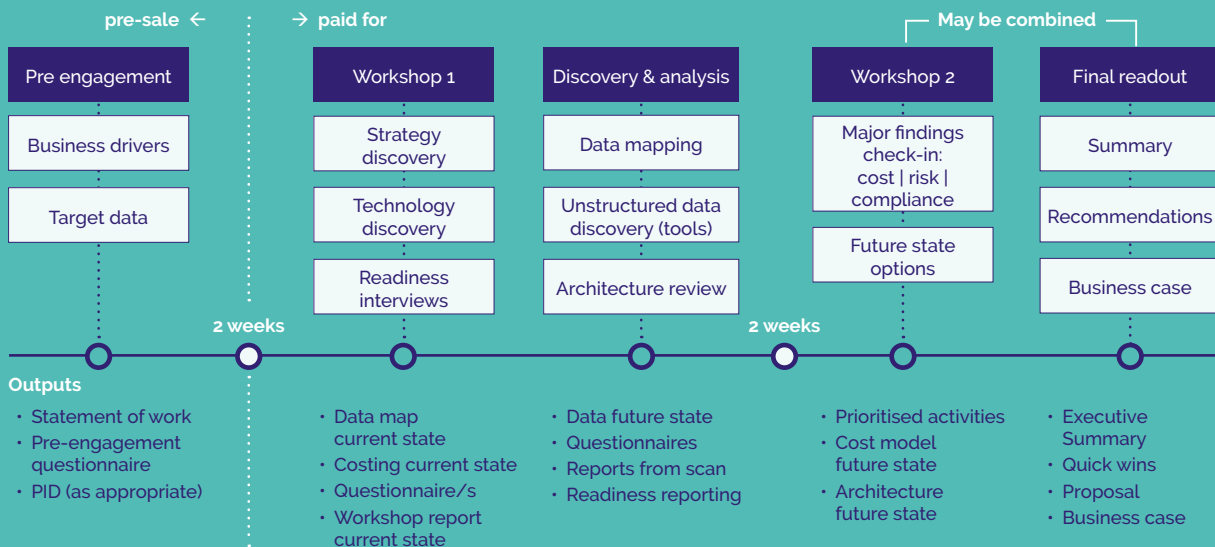 pre-sale ←
→ paid for
May be combined
Pre engagement
Business drivers
Target data
Workshop 1
Strategy
discovery
Technology
discovery
Readiness
interviews
Discovery & analysis
Data mapping
Unstructured data
discovery (tools)
Architecture review
Workshop 2
Major findings
check-in:
cost | risk |
compliance
Future state
options
Final readout
Summary
Recommendations
Business case
2 weeks
2 weeks
Outputs
• Statement of work
• Pre-engagement
questionnaire
• PID (as appropriate)
• Data map
current state
• Costing current state
• Questionnaire/s
• Workshop report
current state
• Data future state
• Questionnaires
• Reports from scan
• Readiness reporting
• Prioritised activities
• Cost model
future state
• Architecture
future state
• Executive
Summary
• Quick wins
• Proposal
• Business case